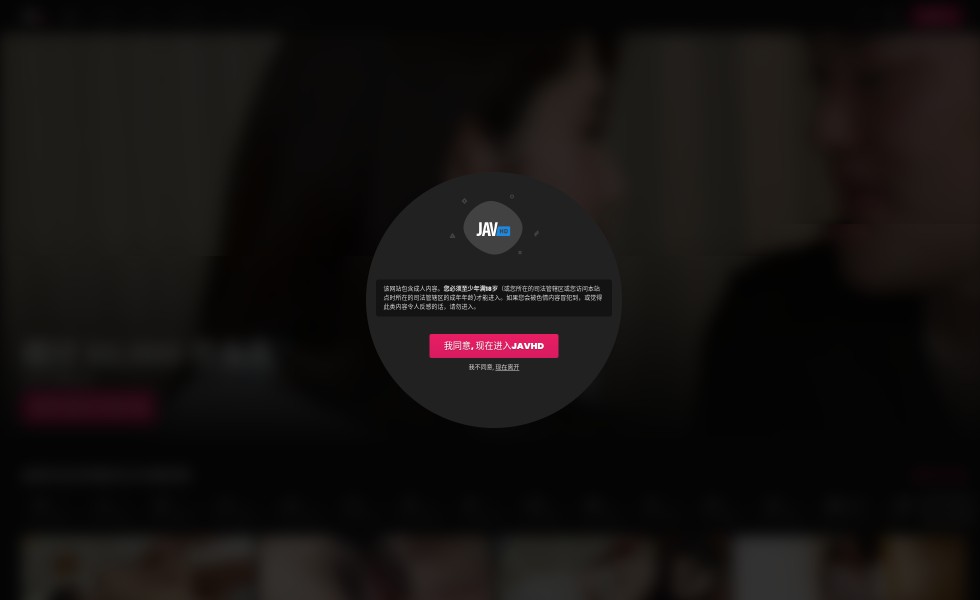 JAV HD
该网站包含成人内容。您必须至少年满18岁（或您所在的司法管辖区或您访问本站
点时所在的司法管辖区的成年年龄)才能进入。如果您会被色情内容冒犯到，或觉得
此类内容令人反感的话，请勿进入。
我同意, 现在进入JAVHD
我不同意, 现在离开